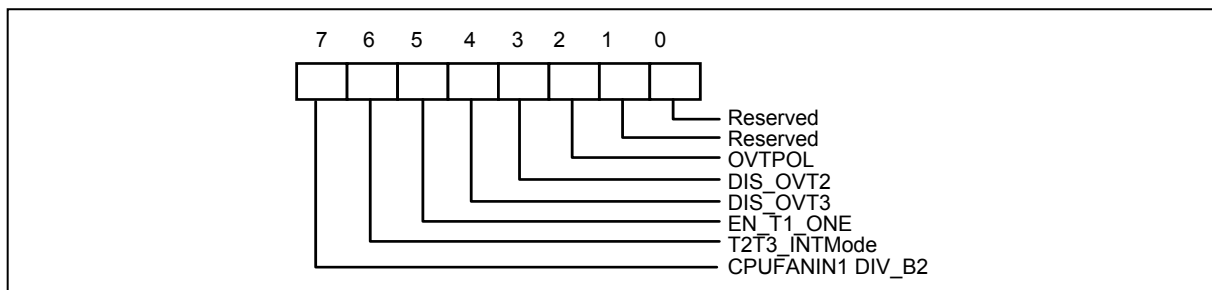 7 6 5 4 3 2 1 0
Reserved
Reserved
OVTPOL
DIS_OVT2
DIS_OVT3
EN_T1_ONE
T2T3_INTMode
CPUFANIN1 DIV_B2